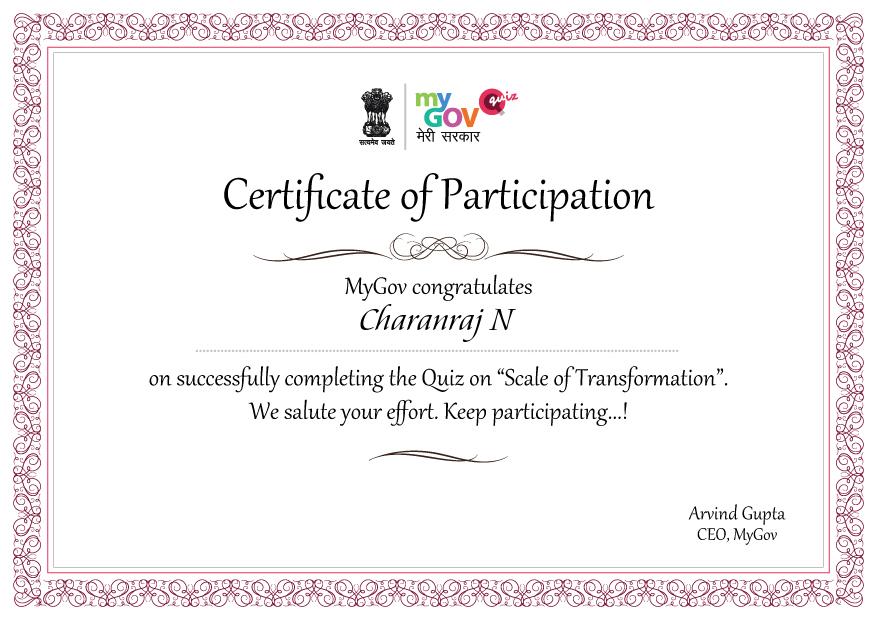 सत्यमेव जयते
my
GOV
quiz
मेरी सरकार
Certificate of Participation
MyGov congratulates
Charanraj N
on successfully completing the Quiz on “Scale of Transformation”.
We salute your effort. Keep participating...!
Arvind Gupta
CEO, MyGov